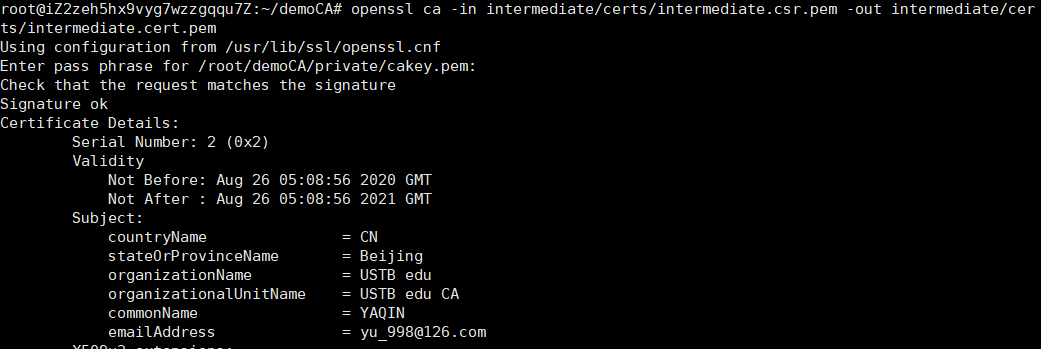 root@iZ2zeh5hx9vyg7wzzgqqu7Z:~/demoCA# openssl ca -in intermediate/certs/intermediate.csr.pem -out intermediate/cer
ts/intermediate.cert.pem
Using configuration from /usr/lib/ssl/openssl.cnf
Enter pass phrase for /root/demoCA/private/cakey.pem:
Check that the request matches the signature
Signature ok
Certificate Details:
        Serial Number: 2 (0x2)
        Validity
            Not Before: Aug 26 05:08:56 2020 GMT
            Not After : Aug 26 05:08:56 2021 GMT
        Subject:
            countryName               = CN
            stateOrProvinceName       = Beijing
            organizationName          = USTB edu
            organizationalUnitName    = USTB edu CA
            commonName                = YAQIN
            emailAddress              = yu_998@126.com
        X509v3 extensions: